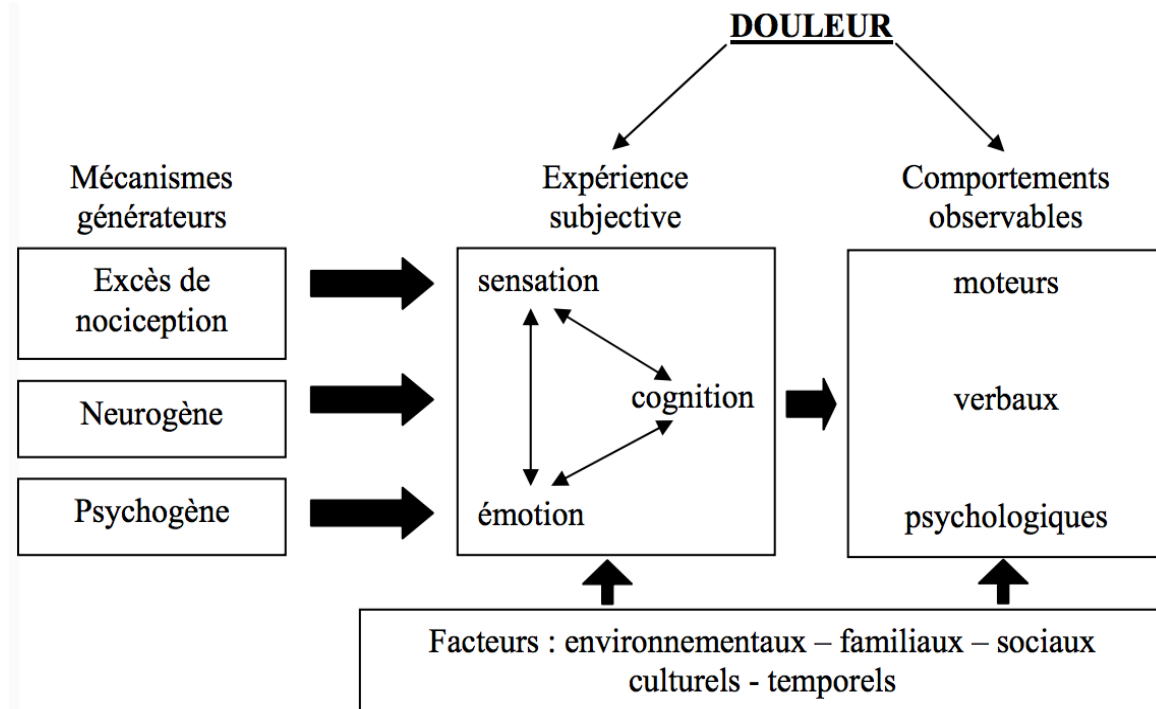 DOULEUR
Mécanismes
générateurs
Expérience
subjective
Comportements
observables
Excès de
nociception
Neurogène
Psychogène
sensation
cognition
émotion
moteurs
verbaux
psychologiques
Facteurs : environnementaux – familiaux – sociaux
culturels - temporels